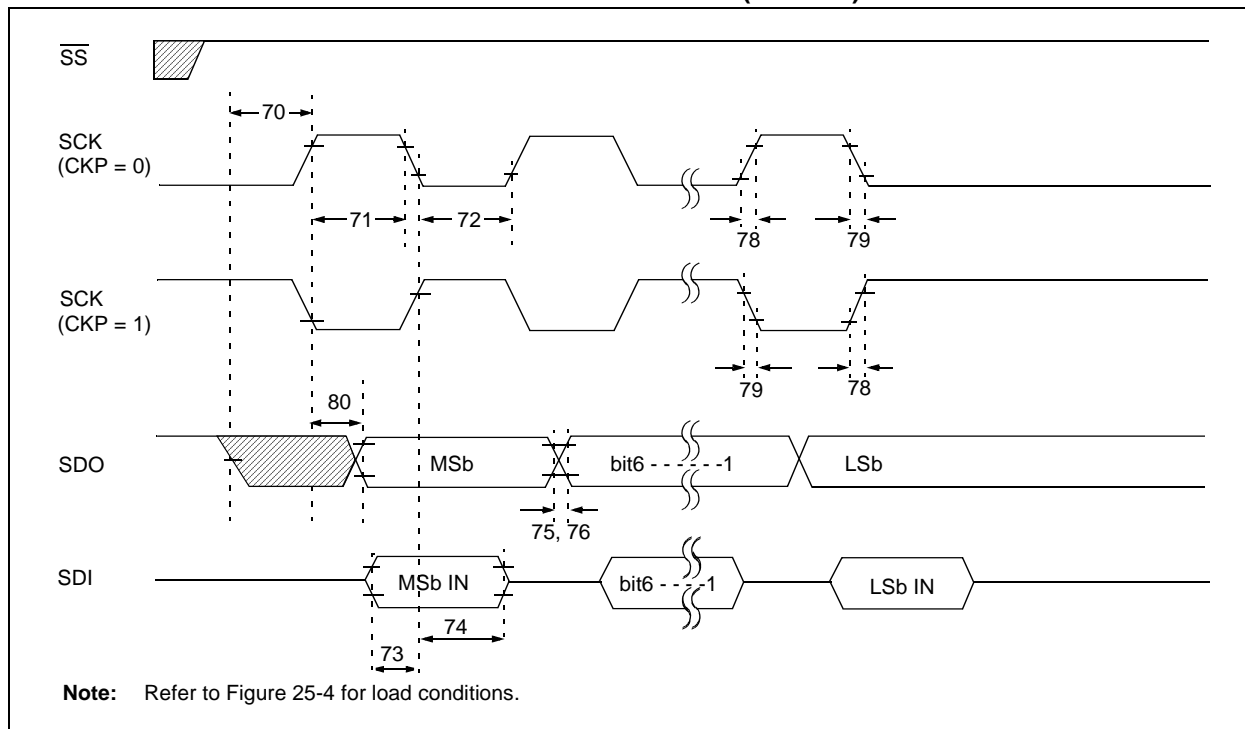 SS
70
SCK
(CKP = 0)
71
72
78
79
SCK
(CKP = 1)
79
78
80
SDO
MSb
bit6 - - - - - -1
LSb
75, 76
SDI
MSb IN
bit6 - - - -1
LSb IN
74
73
Note: Refer to Figure 25-4 for load conditions.